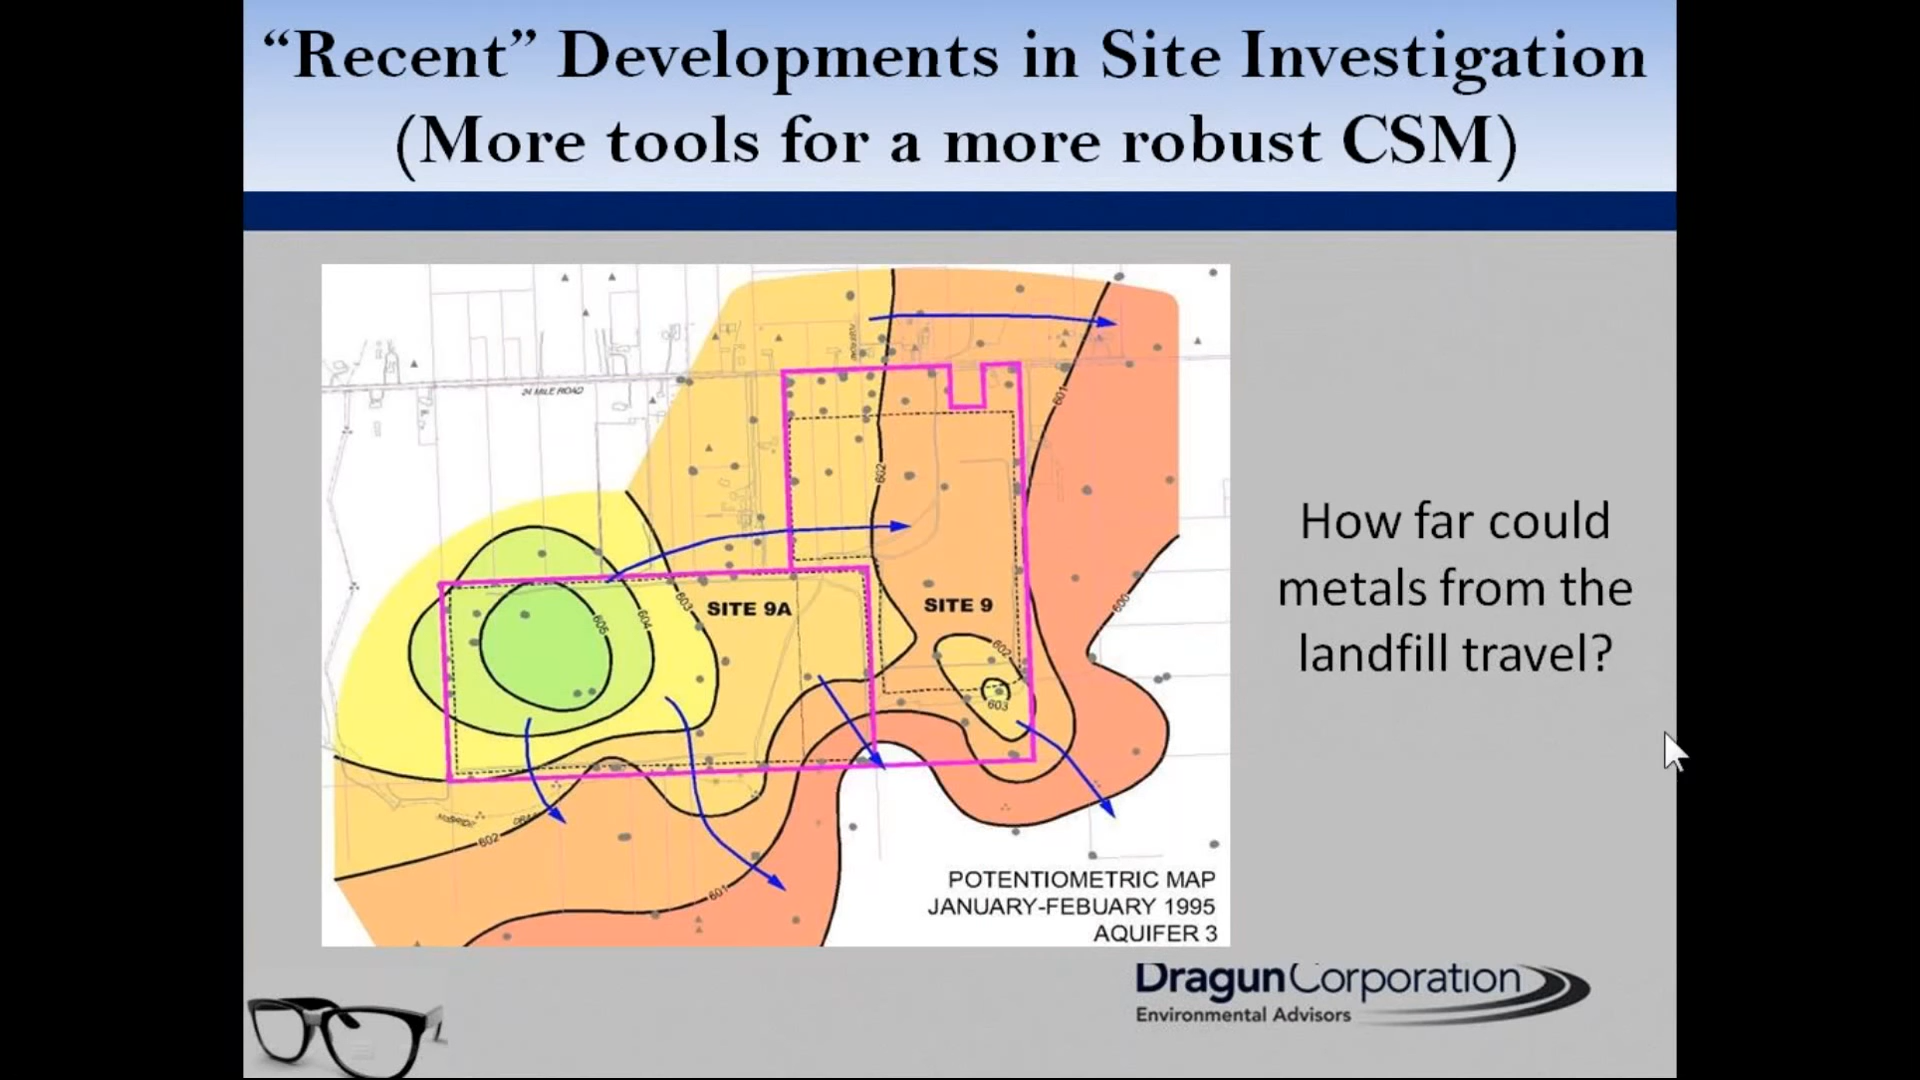 “Recent” Developments in Site Investigation
(More tools for a more robust CSM)
24 MILE ROAD
601
602
603
604
605
SITE 9A
SITE 9
600
602
603
602
601
How far could
metals from the
landfill travel?
POTENTIOMETRIC MAP
JANUARY-FEBUARY 1995
AQUIFER 3
DragunCorporation
Environmental Advisors